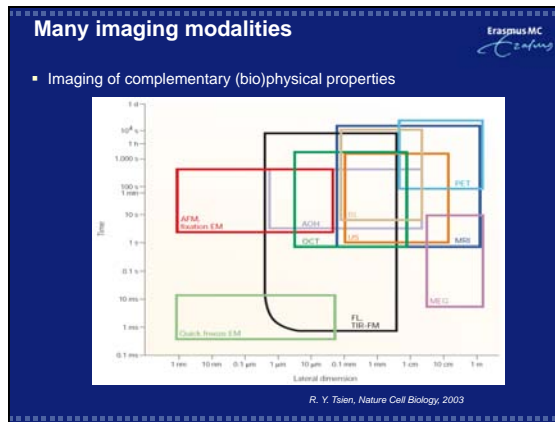 Many imaging modalities
Erasmus MC
Erasmus
▪ Imaging of complementary (bio)physical properties
1 d
10⁴ s
1 h
1,000 s
100 s
1 min
10 s
1 s
0.1 s
10 ms
1 ms
0.1 ms
Time
PET
AFM,
fixation EM
AOH
BL
OCT
US
MRI
MEG
FL,
TIR-FM
Quick freeze EM
1 nm 10 nm 0.1 µm 1 µm 10 µm 0.1 mm 1 mm 1 cm 10 cm 1 m
Lateral dimension
R. Y. Tsien, Nature Cell Biology, 2003